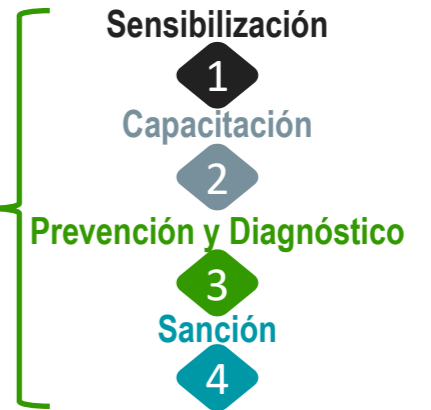 Sensibilización
1
Capacitación
2
Prevención y Diagnóstico
3
Sanción
4